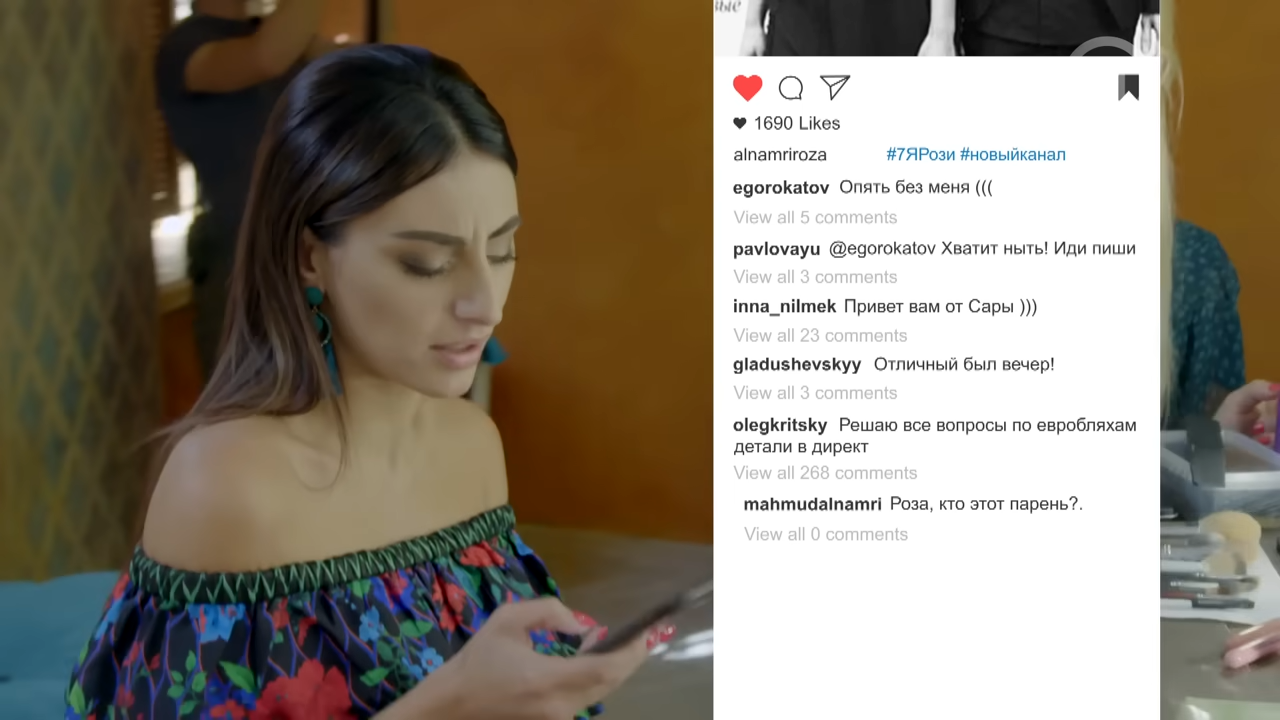 1690 Likes
alnamriroza #7ЯРози #новыйканал
egorokatov Опять без меня (((
View all 5 comments
pavlovayu @egorokatov Хватит ныть! Иди пиши
View all 3 comments
inna_nilmek Привет вам от Сары )))
View all 23 comments
gladushevskyy Отличный был вечер!
View all 3 comments
olegkritsky Решаю все вопросы по евробляхам
детали в директ
View all 268 comments
mahmudalnamri Роза, кто этот парень?.
View all 0 comments